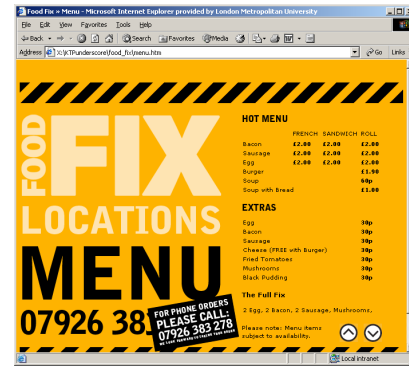 Food Fix » Menu - Microsoft Internet Explorer provided by London Metropolitan University
File Edit View Favorites Tools Help
Back Search Favorites Media
Address X:\KTPunderscore\food_fix\menu.htm Go Links
FOOD FIX
LOCATIONS
MENU
07926 383
FOR PHONE ORDERS
PLEASE CALL:
07926 383 278
HOT MENU
FRENCH SANDWICH ROLL
Bacon £2.00 £2.00 £2.00
Sausage £2.00 £2.00 £2.00
Egg £2.00 £2.00 £2.00
Burger £1.90
Soup 60p
Soup with Bread £1.00
EXTRAS
Egg 30p
Bacon 30p
Sausage 30p
Cheese (FREE with Burger) 30p
Fried Tomatoes 30p
Mushrooms 30p
Black Pudding 30p
The Full Fix
2 Egg, 2 Bacon, 2 Sausage, Mushrooms,
Please note: Menu items
subject to availability.
Local intranet